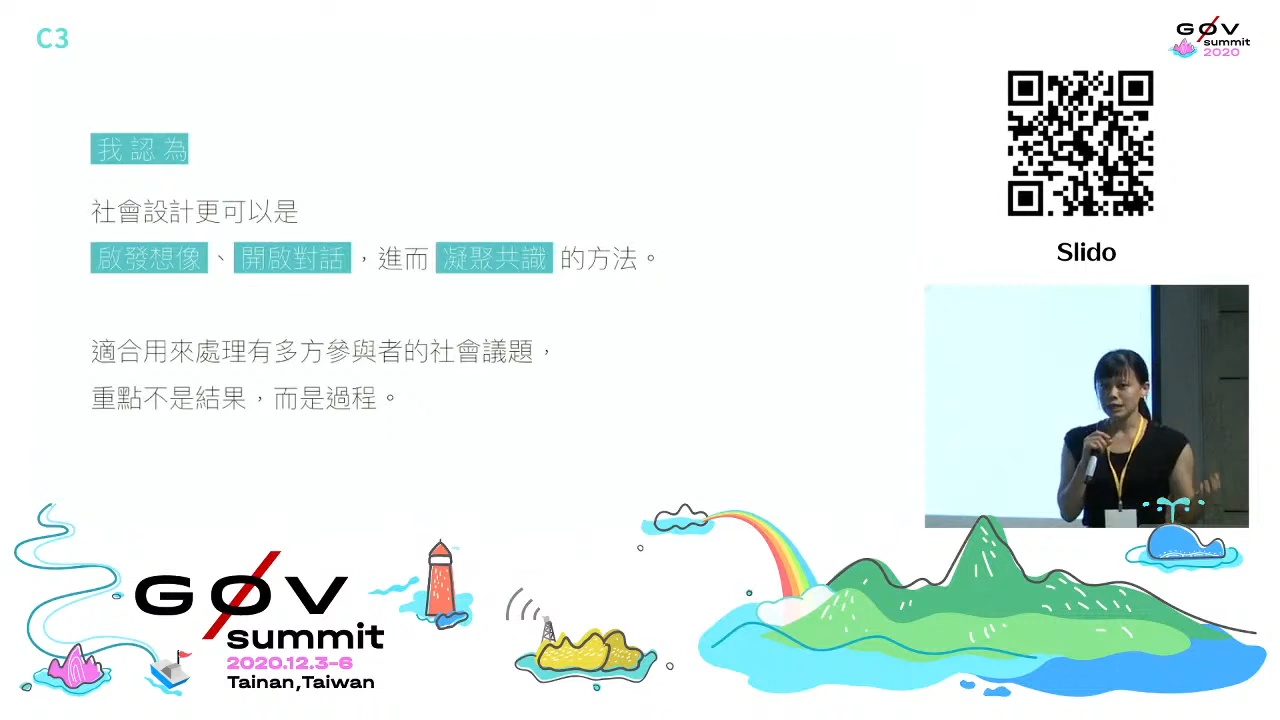 C3
GØV
summit
2020
我認為
社會設計更可以是
啟發想像、開啟對話，進而 凝聚共識 的方法。
適合用來處理有多方參與者的社會議題，
重點不是結果，而是過程。
Slido
GØV
summit
2020.12.3-6
Tainan,Taiwan